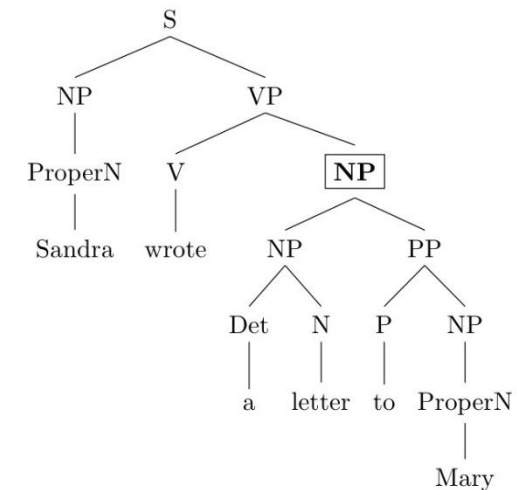 S
NP VP
ProperN V NP
Sandra wrote NP PP
Det N P NP
a letter to ProperN
Mary